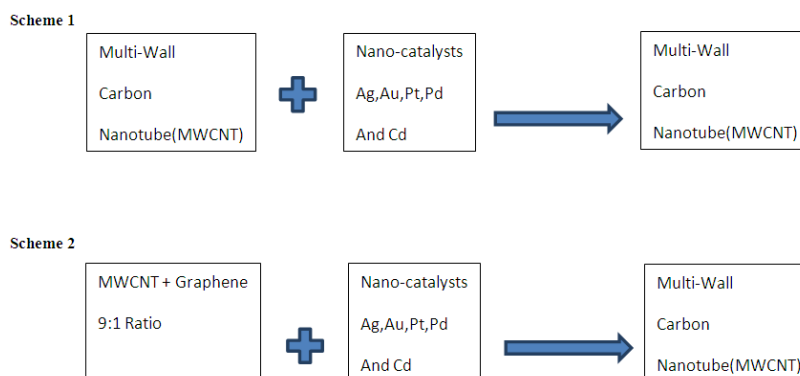 Scheme 1
Multi-Wall
Carbon
Nanotube(MWCNT)
Nano-catalysts
Ag,Au,Pt,Pd
And Cd
Multi-Wall
Carbon
Nanotube(MWCNT)
Scheme 2
MWCNT + Graphene
9:1 Ratio
Nano-catalysts
Ag,Au,Pt,Pd
And Cd
Multi-Wall
Carbon
Nanotube(MWCNT)